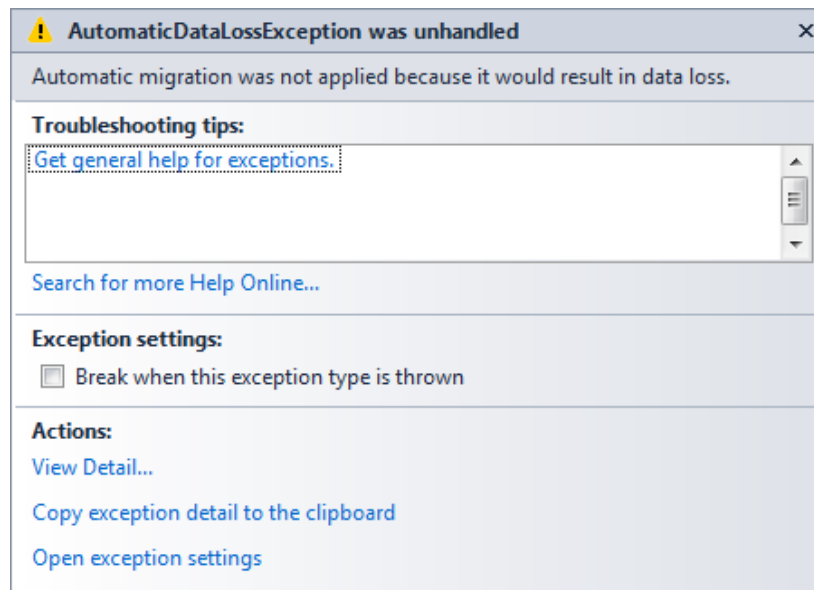 AutomaticDataLossException was unhandled
Automatic migration was not applied because it would result in data loss.
Troubleshooting tips:
Get general help for exceptions.
Search for more Help Online...
Exception settings:
Break when this exception type is thrown
Actions:
View Detail...
Copy exception detail to the clipboard
Open exception settings